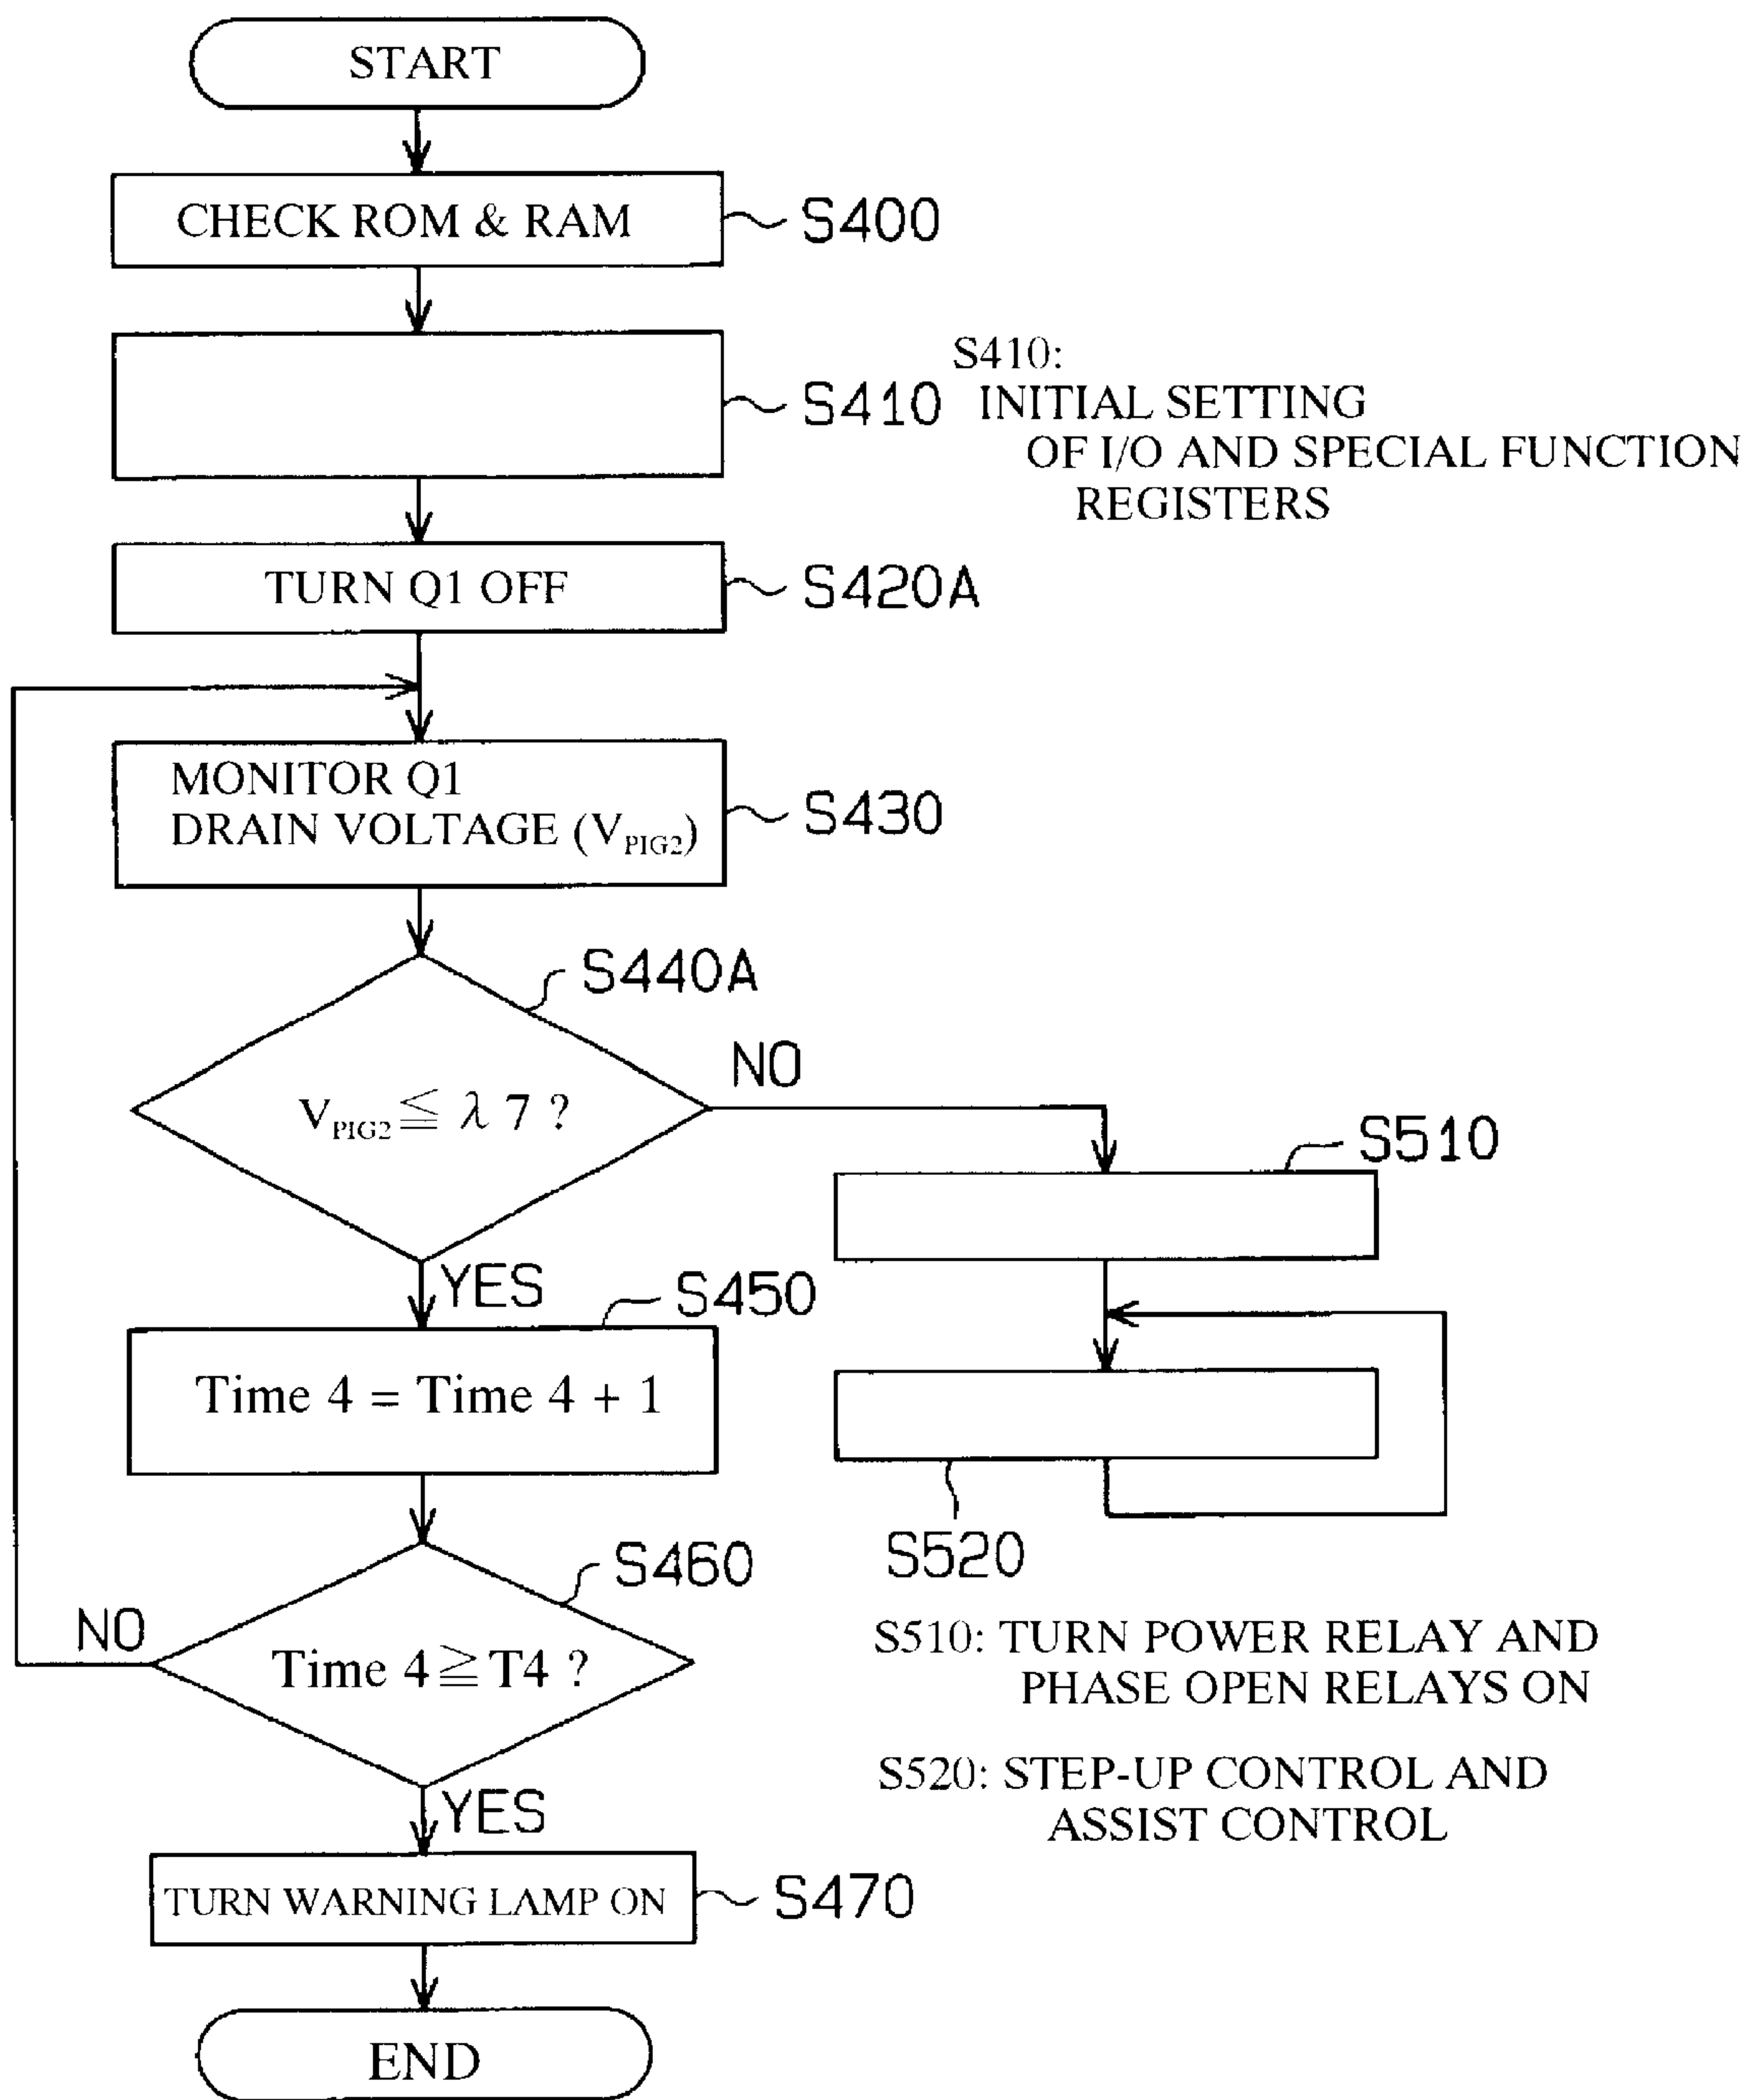 START
CHECK ROM & RAM
S400
S410
S410:
INITIAL SETTING
OF I/O AND SPECIAL FUNCTION
REGISTERS
TURN Q1 OFF
S420A
MONITOR Q1
DRAIN VOLTAGE (VPIG2)
S430
S440A
VPIG2 ≦ λ 7 ?
NO
YES
S510
S450
Time 4 = Time 4 + 1
S520
S460
NO
Time 4 ≧ T4 ?
YES
S510: TURN POWER RELAY AND
PHASE OPEN RELAYS ON
S520: STEP-UP CONTROL AND
ASSIST CONTROL
TURN WARNING LAMP ON
S470
END